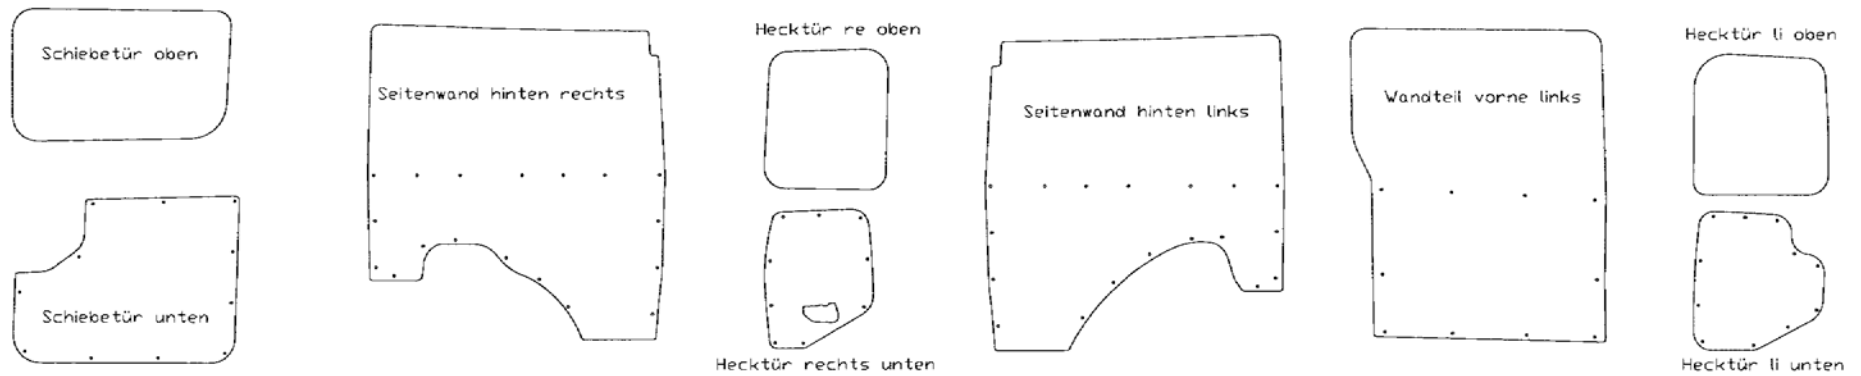 Schiebetür oben
Schiebetür unten
Seitenwand hinten rechts
Hecktür re oben
Hecktür rechts unten
Seitenwand hinten links
Wandteil vorne links
Hecktür li oben
Hecktür li unten